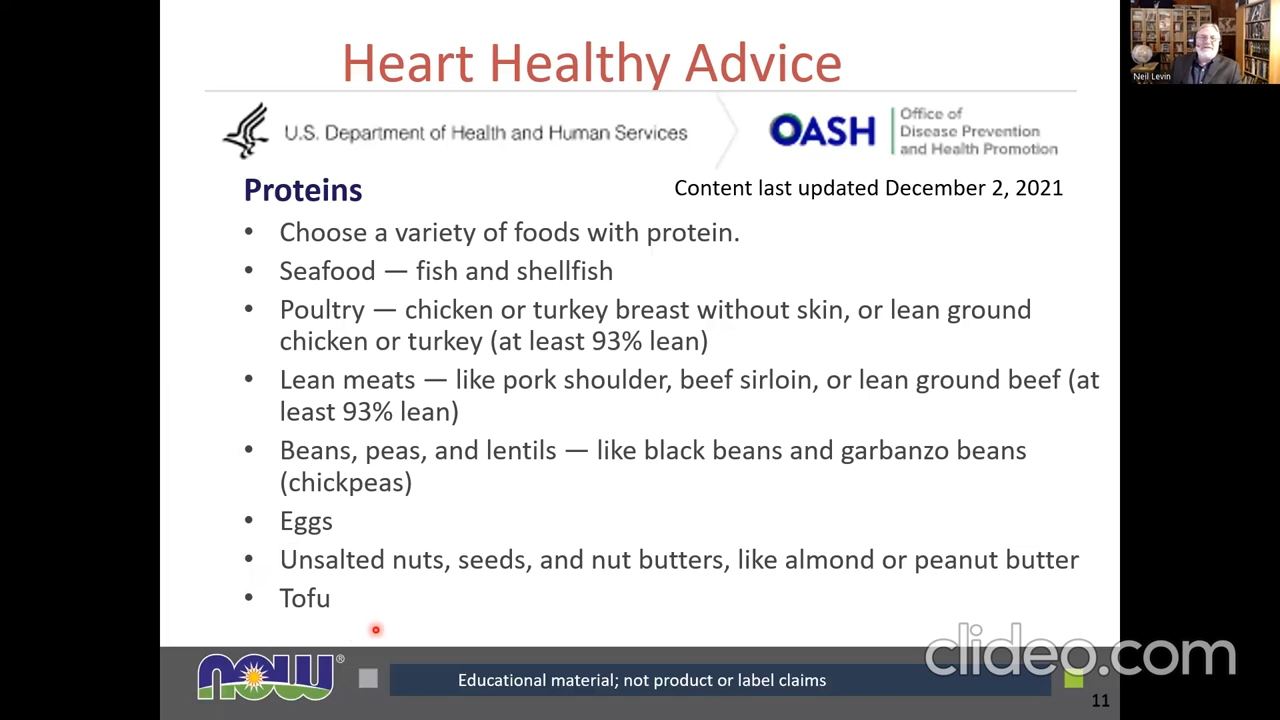 Heart Healthy Advice
Neil Levin
U.S. Department of Health and Human Services
OASH
Office of
Disease Prevention
and Health Promotion
Proteins
Content last updated December 2, 2021
• Choose a variety of foods with protein.
• Seafood — fish and shellfish
• Poultry — chicken or turkey breast without skin, or lean ground
chicken or turkey (at least 93% lean)
• Lean meats — like pork shoulder, beef sirloin, or lean ground beef (at
least 93% lean)
• Beans, peas, and lentils — like black beans and garbanzo beans
(chickpeas)
• Eggs
• Unsalted nuts, seeds, and nut butters, like almond or peanut butter
• Tofu
now®
Educational material; not product or label claims
clideo.com
11